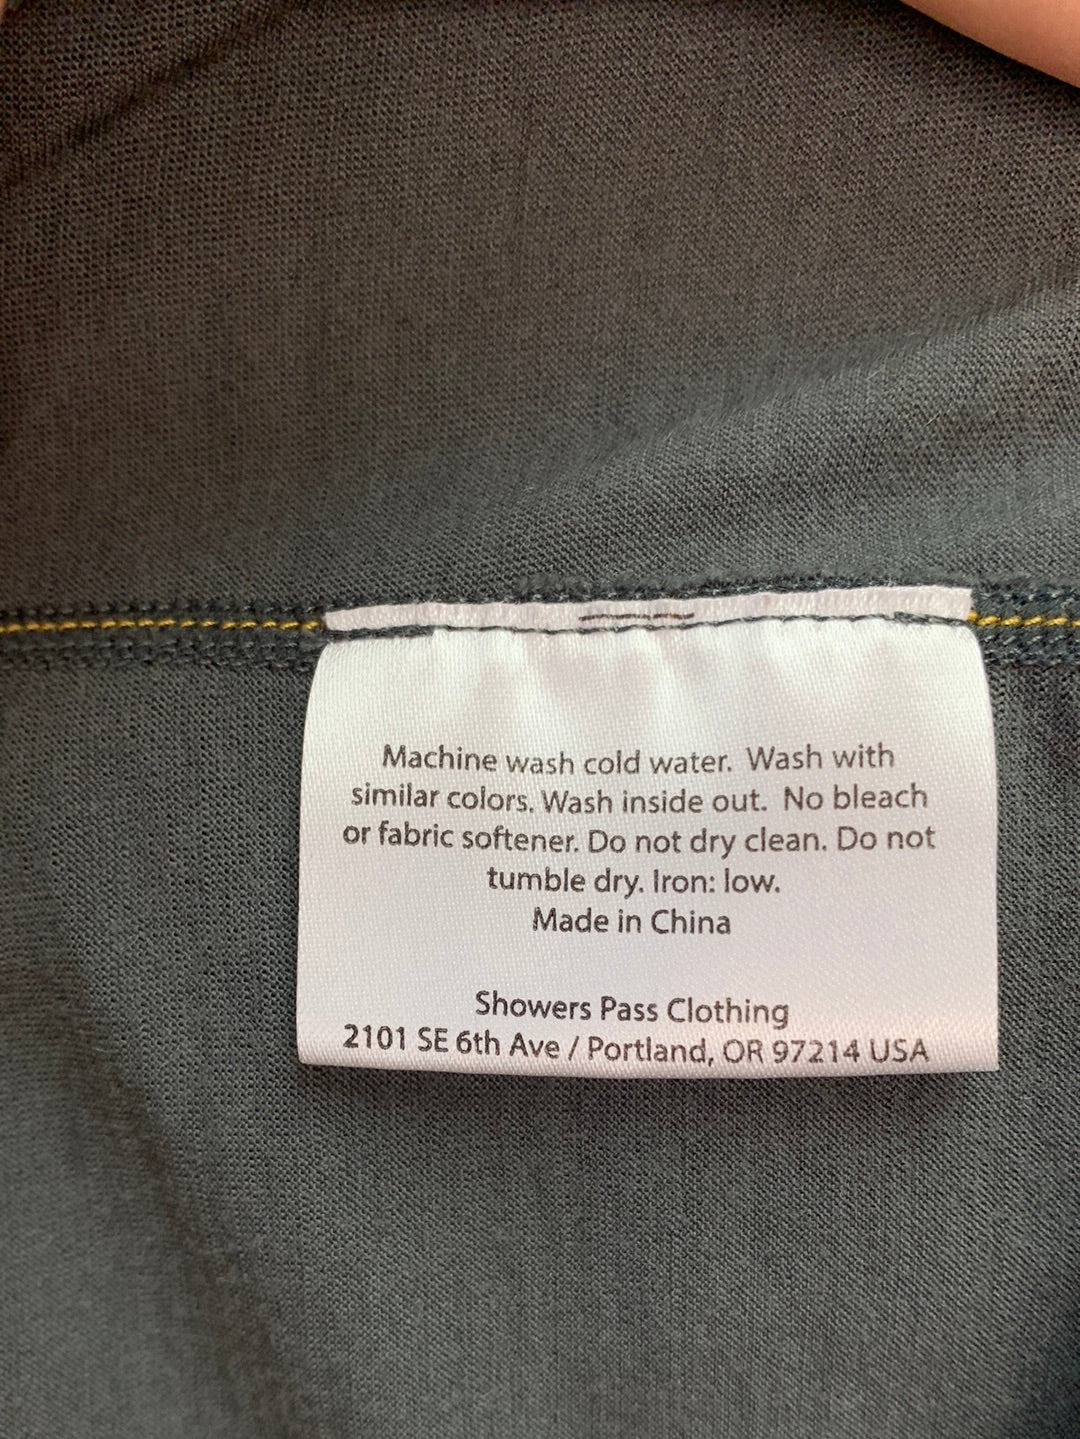 Machine wash cold water. Wash with
similar colors. Wash inside out. No bleach
or fabric softener. Do not dry clean. Do not
tumble dry. Iron: low.
Made in China
Showers Pass Clothing
2101 SE 6th Ave / Portland, OR 97214 USA